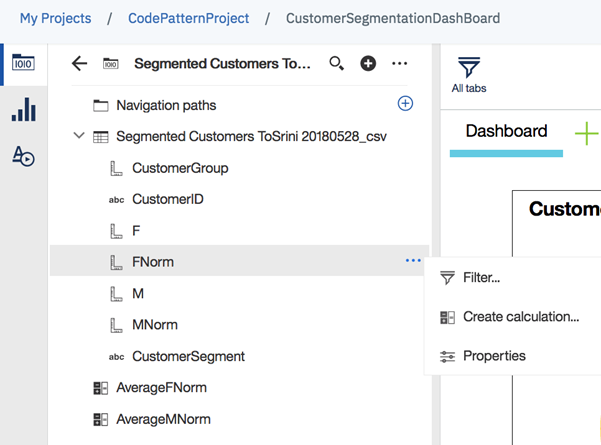 My Projects / CodePatternProject / CustomerSegmentationDashBoard
Segmented Customers To...
All tabs
Navigation paths
Segmented Customers ToSrini 20180528_csv
Dashboard
CustomerGroup
abc CustomerID
Custome
F
FNorm
Filter...
M
Create calculation...
MNorm
abc CustomerSegment
Properties
AverageFNorm
AverageMNorm